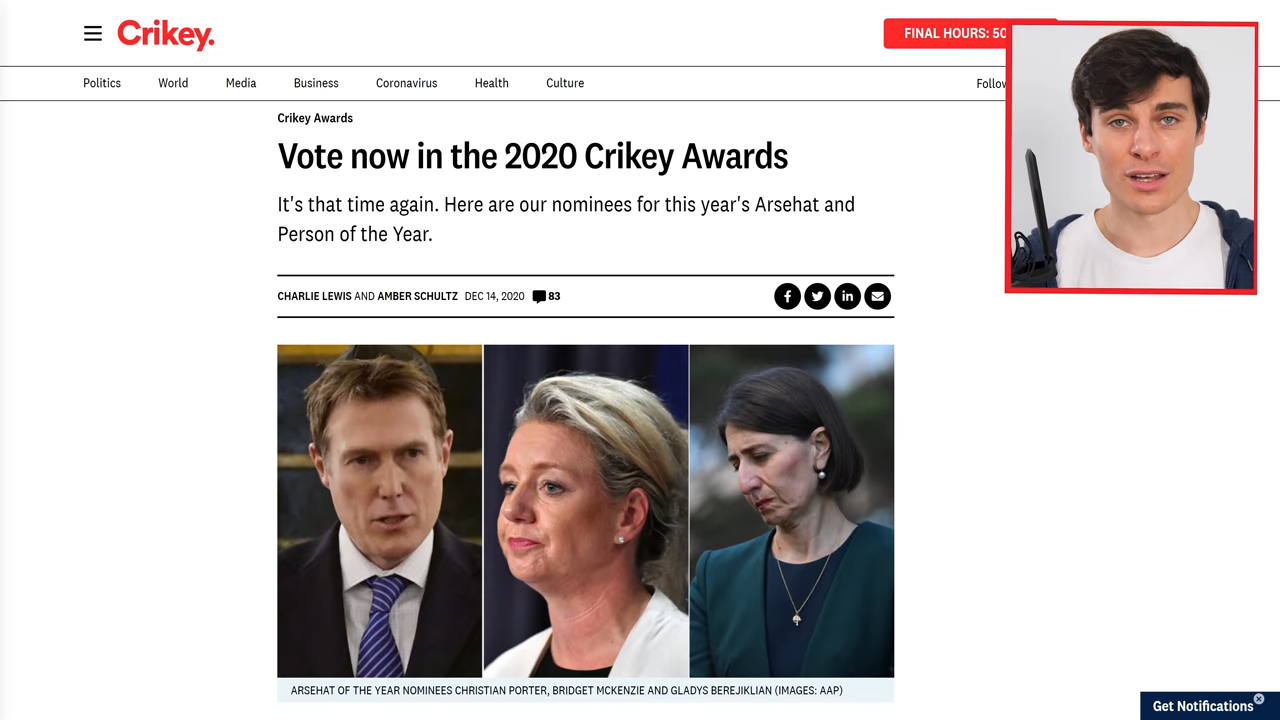 Crikey.
FINAL HOURS: 50
Politics World Media Business Coronavirus Health Culture Follow
Crikey Awards
Vote now in the 2020 Crikey Awards
It's that time again. Here are our nominees for this year's Arsehat and
Person of the Year.
CHARLIE LEWIS AND AMBER SCHULTZ DEC 14, 2020 83
ARSEHAT OF THE YEAR NOMINEES CHRISTIAN PORTER, BRIDGET MCKENZIE AND GLADYS BEREJIKLIAN (IMAGES: AAP)
Get Notifications